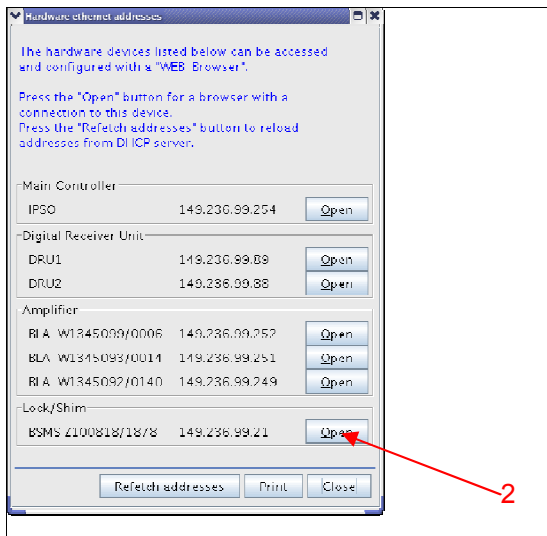 Hardware ethernet addresses
The hardware devices listed below can be accessed
and configured with a "WEB Browser".
Press the "Open" button for a browser with a
connection to this device.
Press the "Refetch addresses" button to reload
addresses from DHCP server.
Main Controller
IPSO 149.236.99.254 Open
Digital Receiver Unit
DRU1 149.236.99.89 Open
DRU2 149.236.99.88 Open
Amplifier
BLA W1345099/0006 149.236.99.252 Open
BLA W1345093/0014 149.236.99.251 Open
BLA W1345092/0140 149.236.99.249 Open
Lock/Shim
BSMS Z100818/1878 149.236.99.21 Open
2
Refetch addresses Print Close